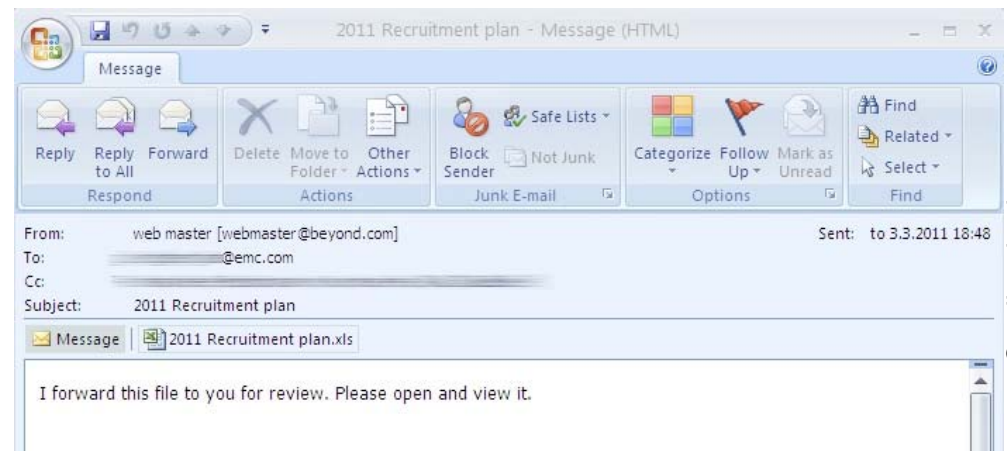 2011 Recruitment plan - Message (HTML)
Message
Reply
Reply to All
Forward
Respond
Delete
Move to Folder
Other Actions
Actions
Block Sender
Safe Lists
Not Junk
Junk E-mail
Categorize
Follow Up
Mark as Unread
Options
Find
Related
Select
Find
From: web master [webmaster@beyond.com] Sent: to 3.3.2011 18:48
To: @emc.com
Cc:
Subject: 2011 Recruitment plan
Message 2011 Recruitment plan.xls
I forward this file to you for review. Please open and view it.